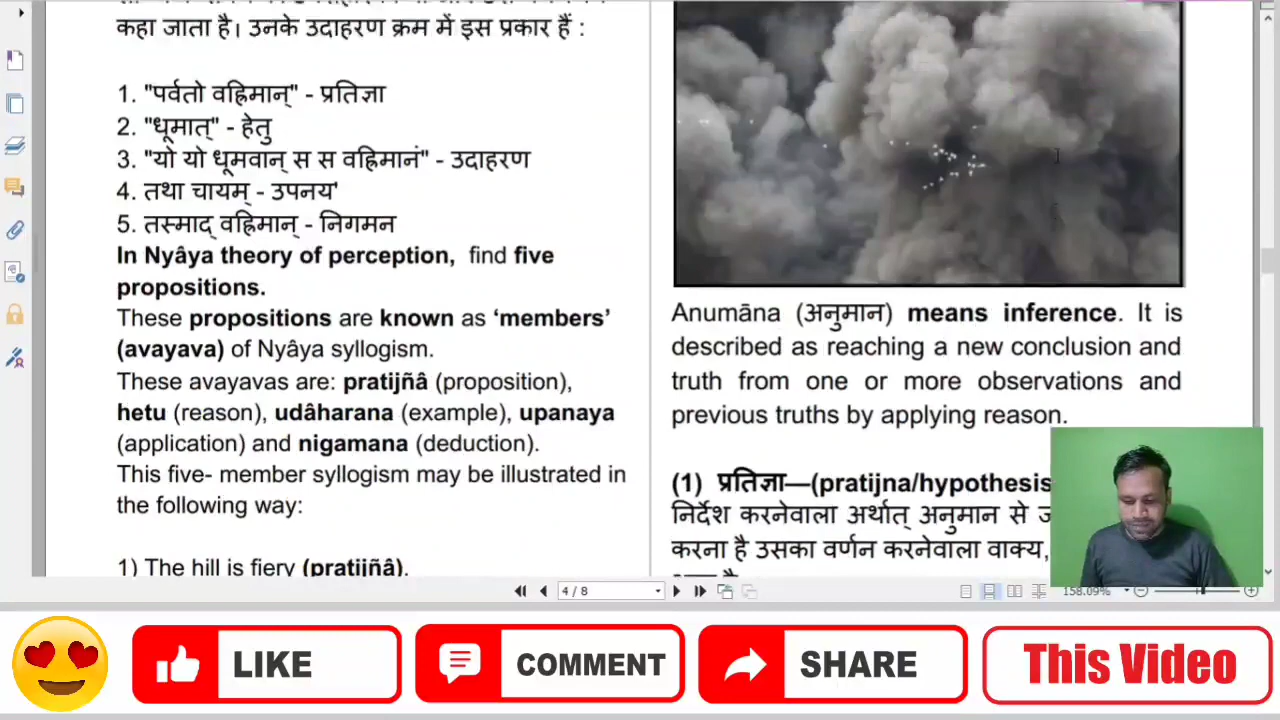 कहा जाता है। उनके उदाहरण क्रम में इस प्रकार हैं :
1. "पर्वतो वह्निमान्" - प्रतिज्ञा
2. "धूमात्" - हेतु
3. "यो यो धूमवान् स स वह्निमानं" - उदाहरण
4. तथा चायम् - उपनय'
5. तस्माद् वह्निमान् - निगमन
In Nyâya theory of perception, find five
propositions.
These propositions are known as ‘members’
(avayava) of Nyâya syllogism.
These avayavas are: pratijñâ (proposition),
hetu (reason), udâharana (example), upanaya
(application) and nigamana (deduction).
This five- member syllogism may be illustrated in
the following way:
1) The hill is fiery (pratijñâ).
Anumāna (अनुमान) means inference. It is
described as reaching a new conclusion and
truth from one or more observations and
previous truths by applying reason.
(1) प्रतिज्ञा—(pratijna/hypothesis
निर्देश करनेवाला अर्थात् अनुमान से
करना है उसका वर्णन करनेवाला वाक्य,
4 / 8
158.09%
LIKE
COMMENT
SHARE
This Video